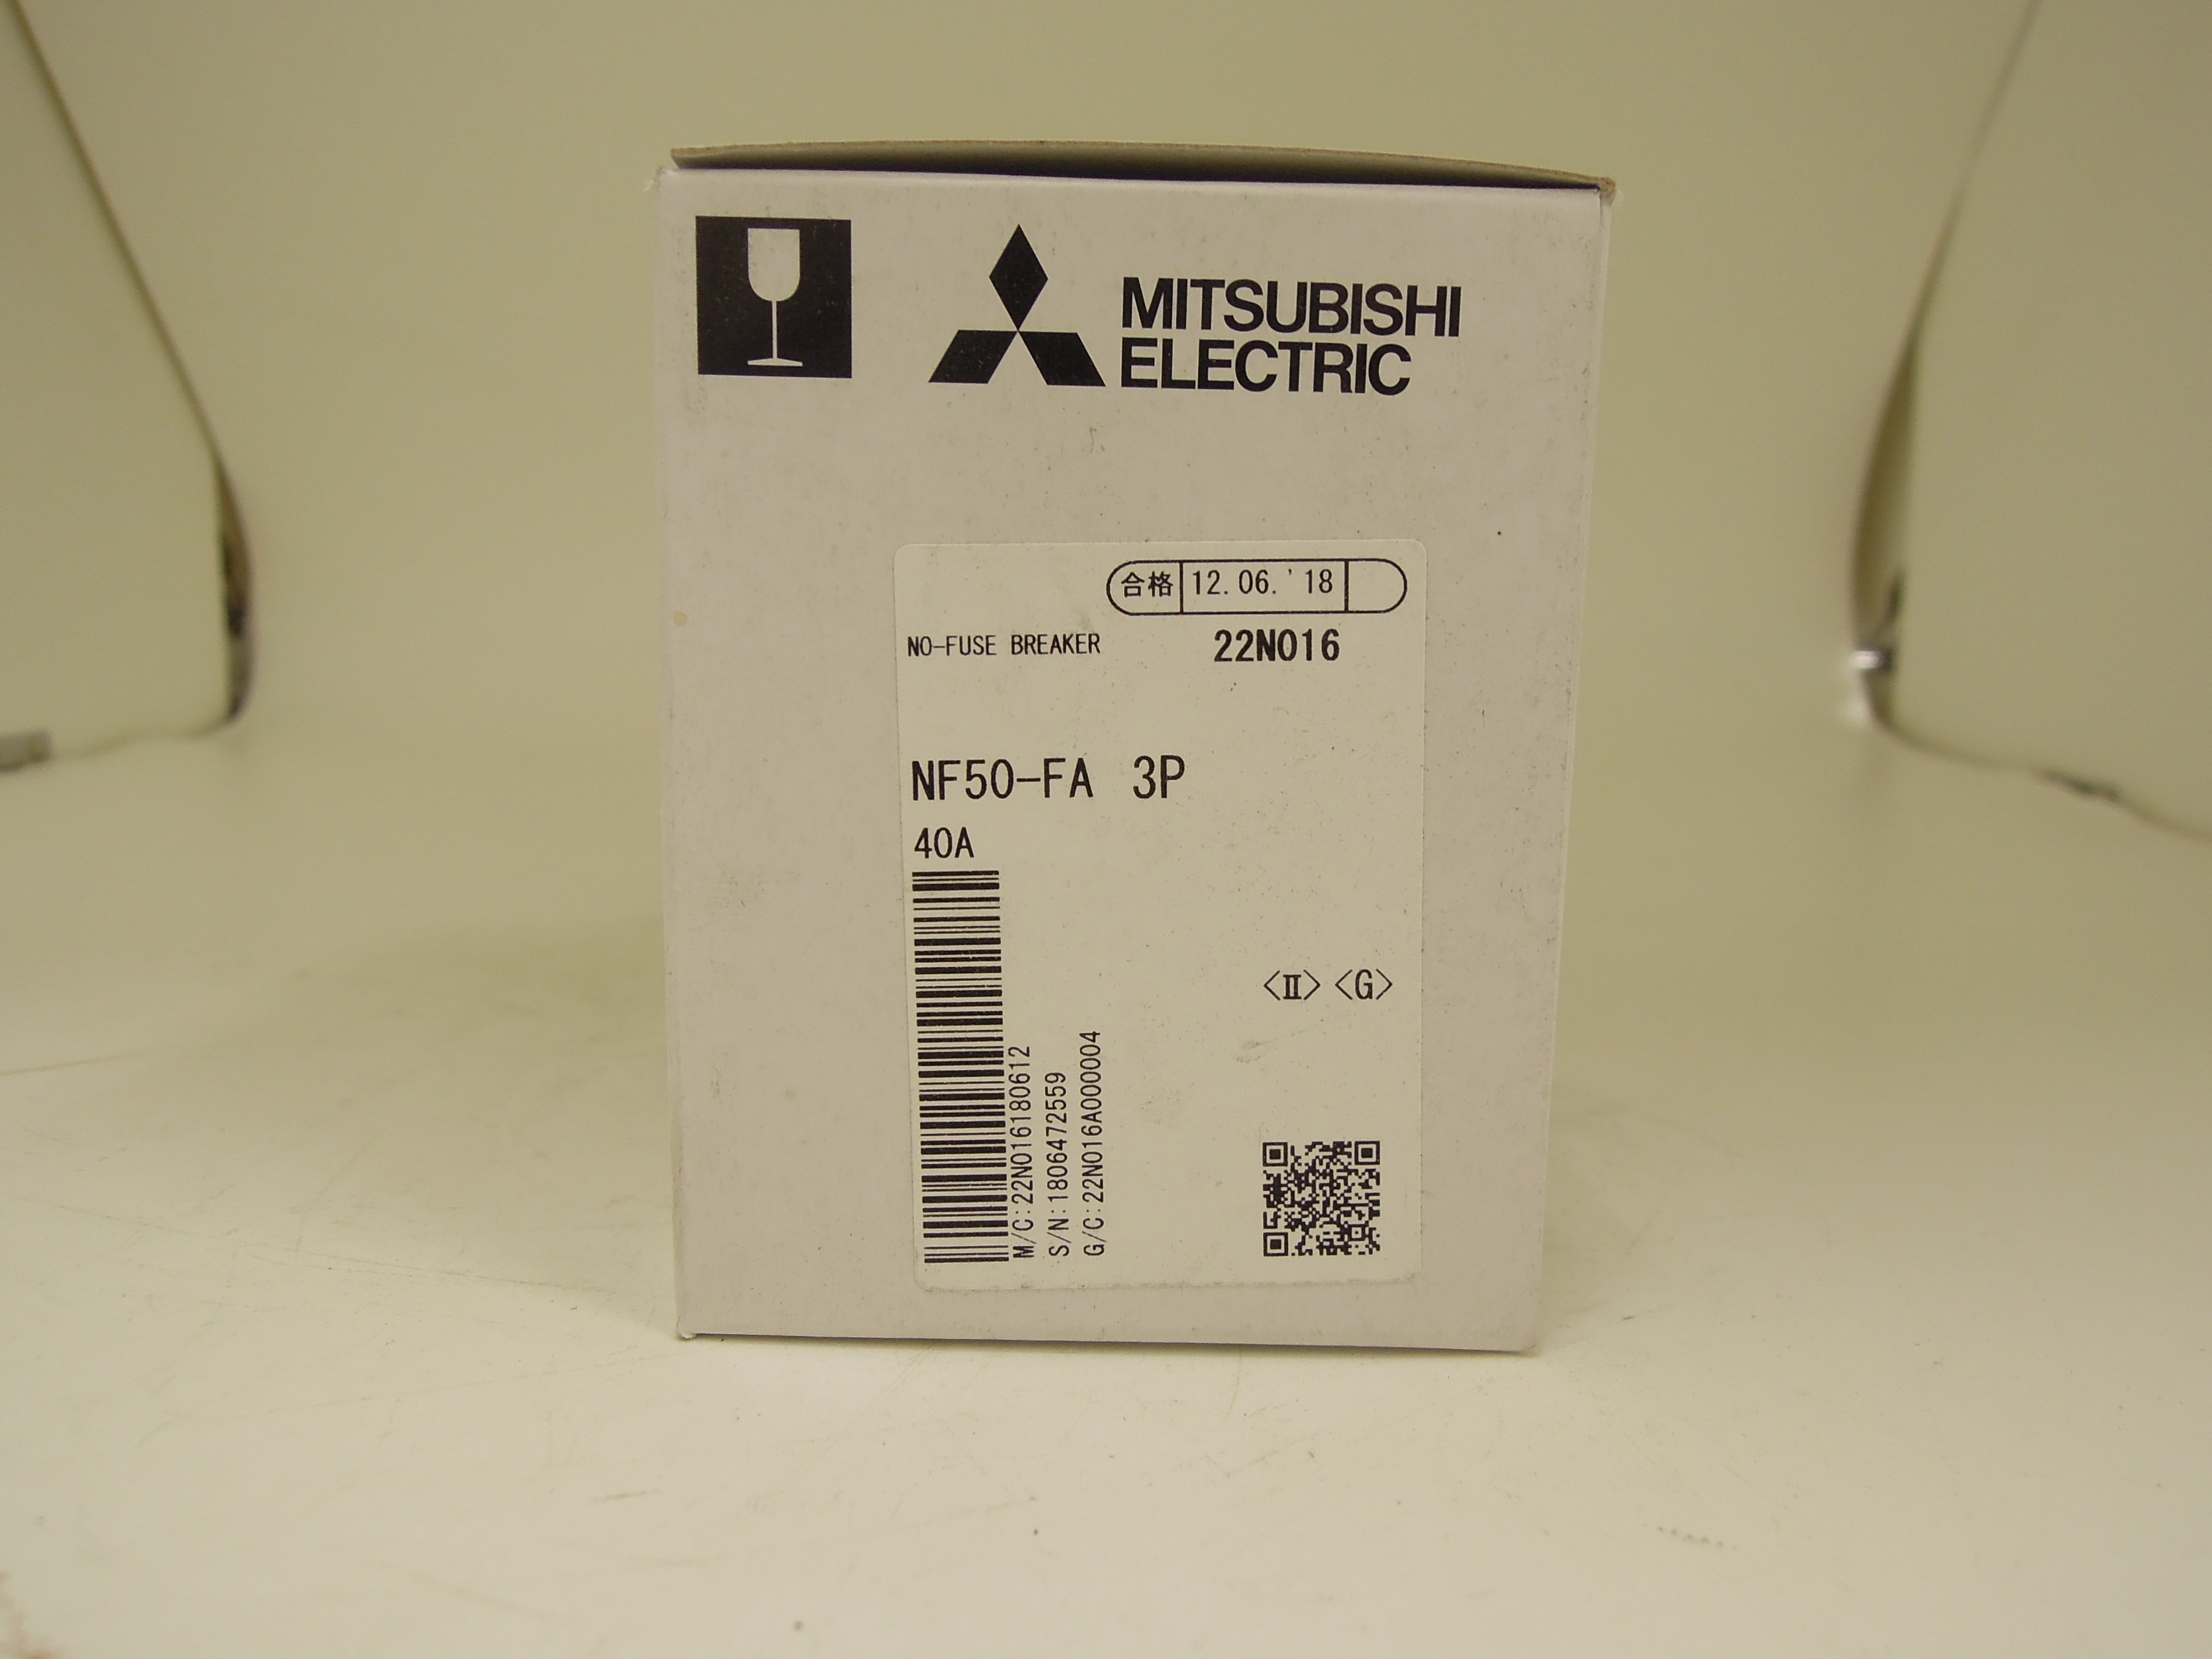 MITSUBISHI
ELECTRIC
合格 12.06.'18
NO-FUSE BREAKER 22N016
NF50-FA 3P
40A
<II> <G>
M/C:22N016180612
S/N:1806472559
G/C:22N016A000004